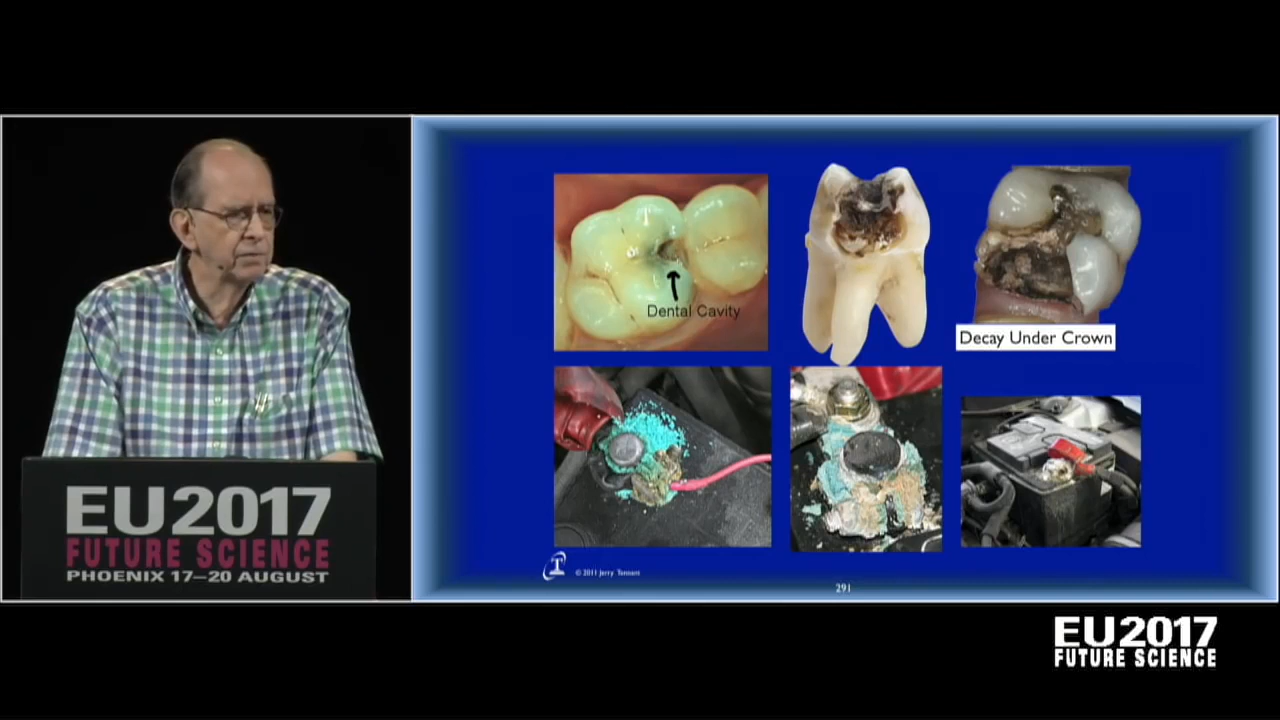 EU2017
FUTURE SCIENCE
PHOENIX 17–20 AUGUST
Dental Cavity
Decay Under Crown
T
© 2011 Jerry Tennant
291
EU2017
FUTURE SCIENCE